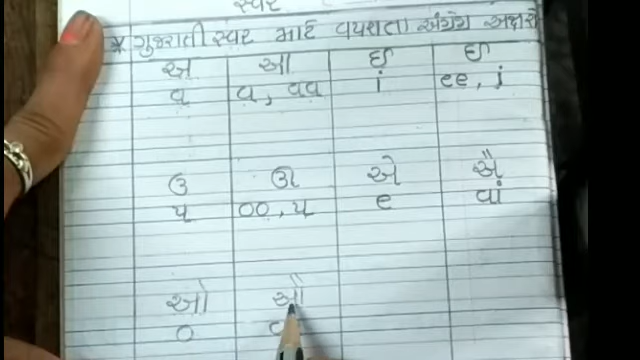 સ્વર
* ગુજરાતી સ્વર માટે વપરાતા અંગ્રેજી અક્ષરો
અ આ ઇ ઈ
a a, aa i ee, i
ઉ ઊ એ ઐ
u oo, u e ai
ઓ ઔ
o